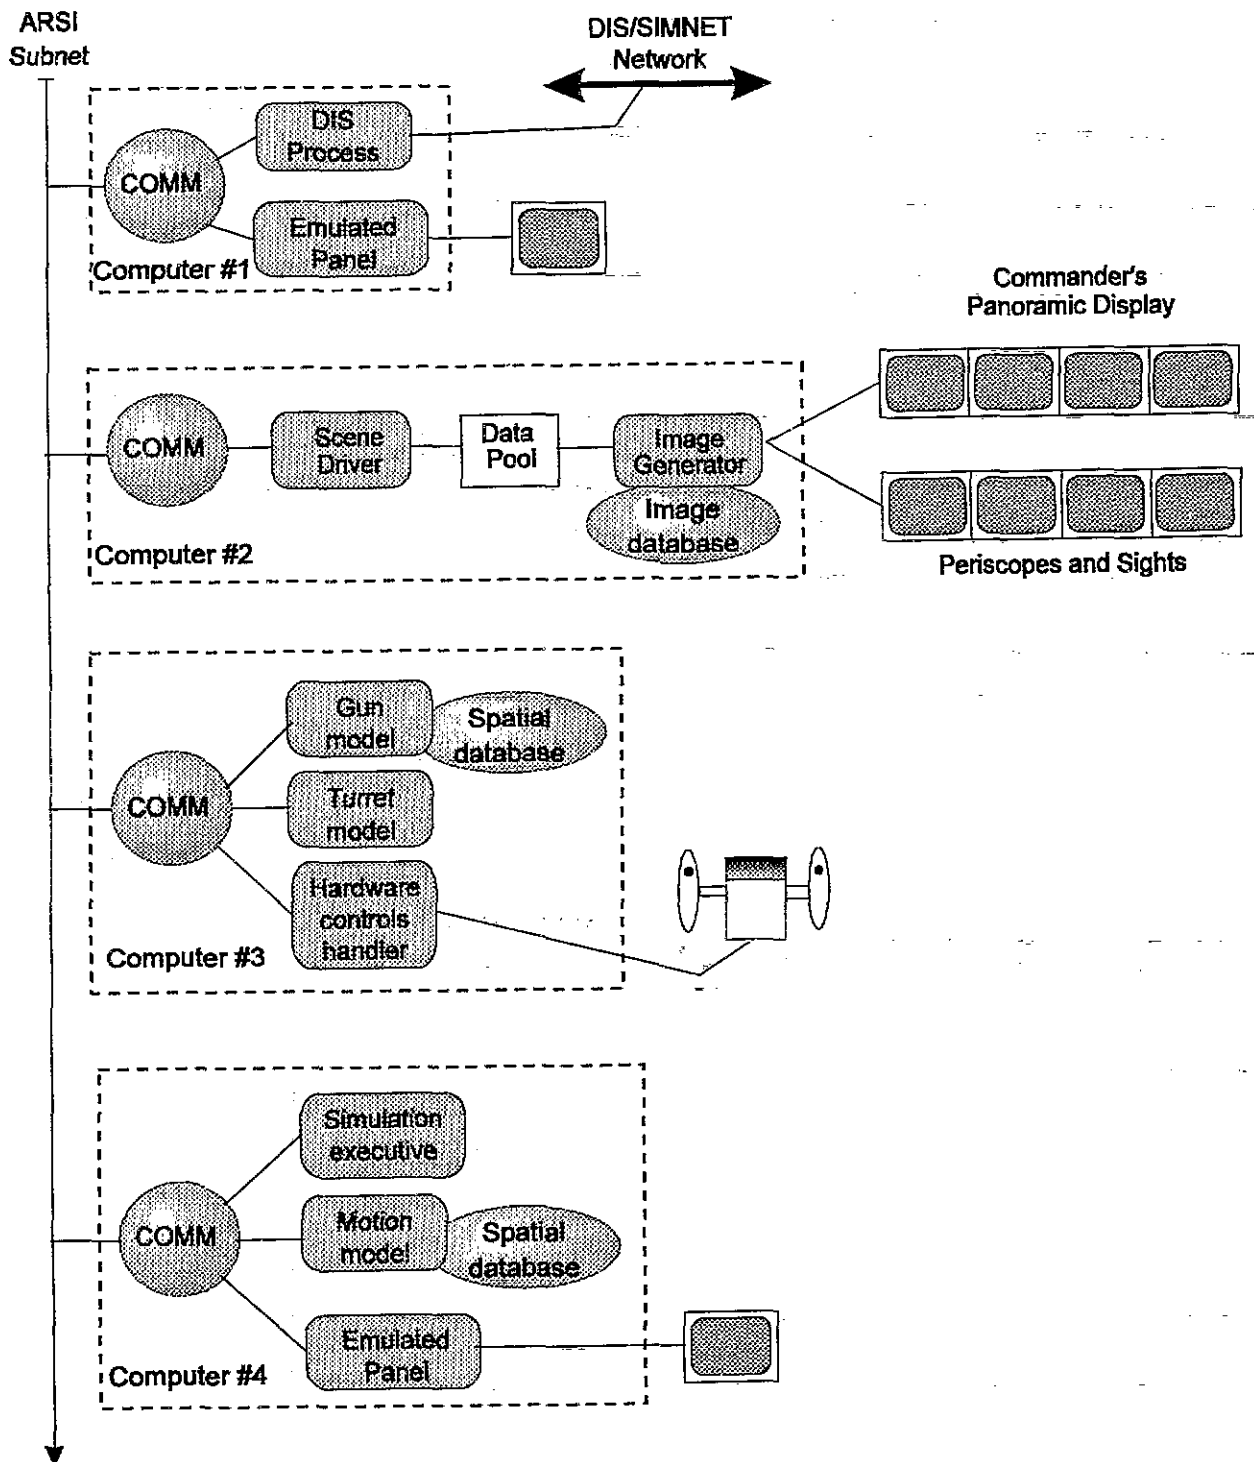 ARSI
Subnet
DIS/SIMNET
Network
DIS
Process
COMM
Emulated
Panel
Computer #1
Commander's
Panoramic Display
COMM
Scene
Driver
Data
Pool
Image
Generator
Image
database
Computer #2
Periscopes and Sights
Gun
model
Spatial
database
COMM
Turret
model
Hardware
controls
handler
Computer #3
Simulation
executive
COMM
Motion
model
Spatial
database
Emulated
Panel
Computer #4